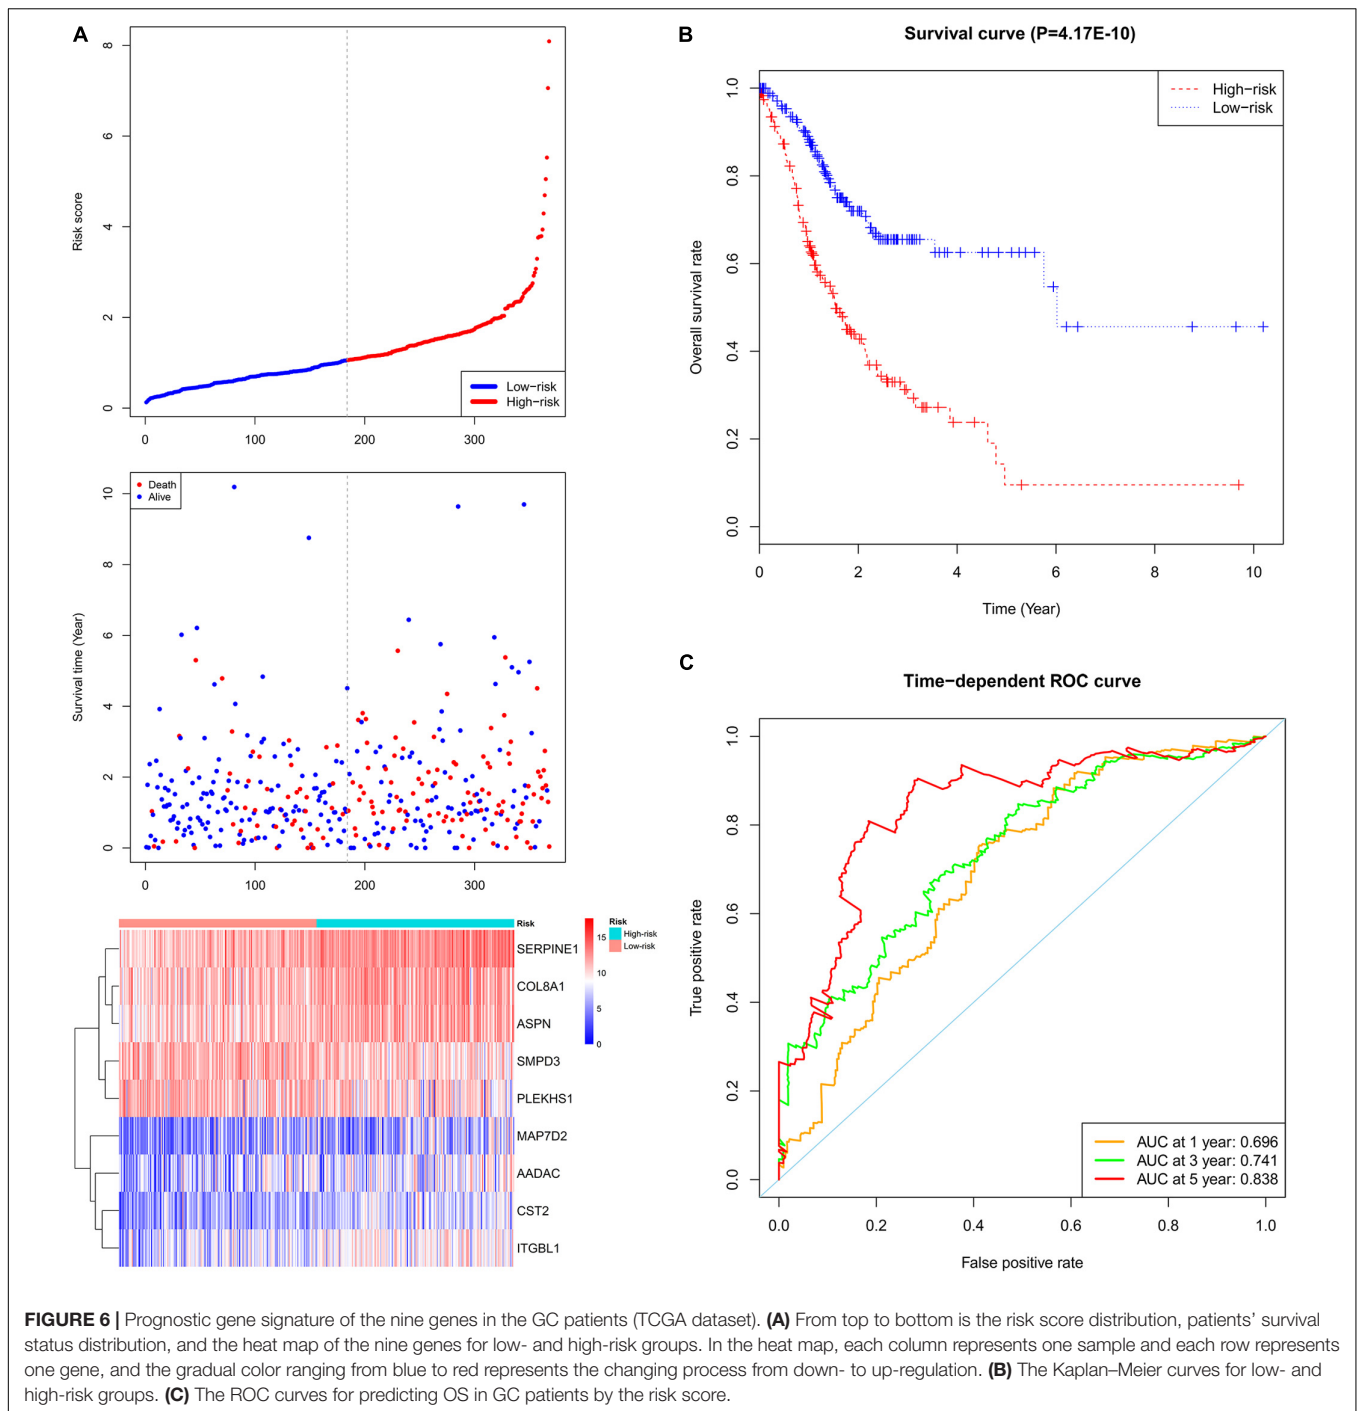 A
Risk score
8
6
4
2
0
Low−risk
High−risk
0 100 200 300
Death
Alive
Survival time (Year)
10
8
6
4
2
0
0 100 200 300
Risk
SERPINE1
COL8A1
ASPN
SMPD3
PLEKHS1
MAP7D2
AADAC
CST2
ITGBL1
15
10
5
0
Risk
High-risk
Low-risk
B
Survival curve (P=4.17E-10)
Overall survival rate
1.0
0.8
0.6
0.4
0.2
0.0
High−risk
Low−risk
0 2 4 6 8 10
Time (Year)
C
Time−dependent ROC curve
True positive rate
1.0
0.8
0.6
0.4
0.2
0.0
AUC at 1 year: 0.696
AUC at 3 year: 0.741
AUC at 5 year: 0.838
0.0 0.2 0.4 0.6 0.8 1.0
False positive rate
FIGURE 6 | Prognostic gene signature of the nine genes in the GC patients (TCGA dataset). (A) From top to bottom is the risk score distribution, patients’ survival
status distribution, and the heat map of the nine genes for low- and high-risk groups. In the heat map, each column represents one sample and each row represents
one gene, and the gradual color ranging from blue to red represents the changing process from down- to up-regulation. (B) The Kaplan–Meier curves for low- and
high-risk groups. (C) The ROC curves for predicting OS in GC patients by the risk score.